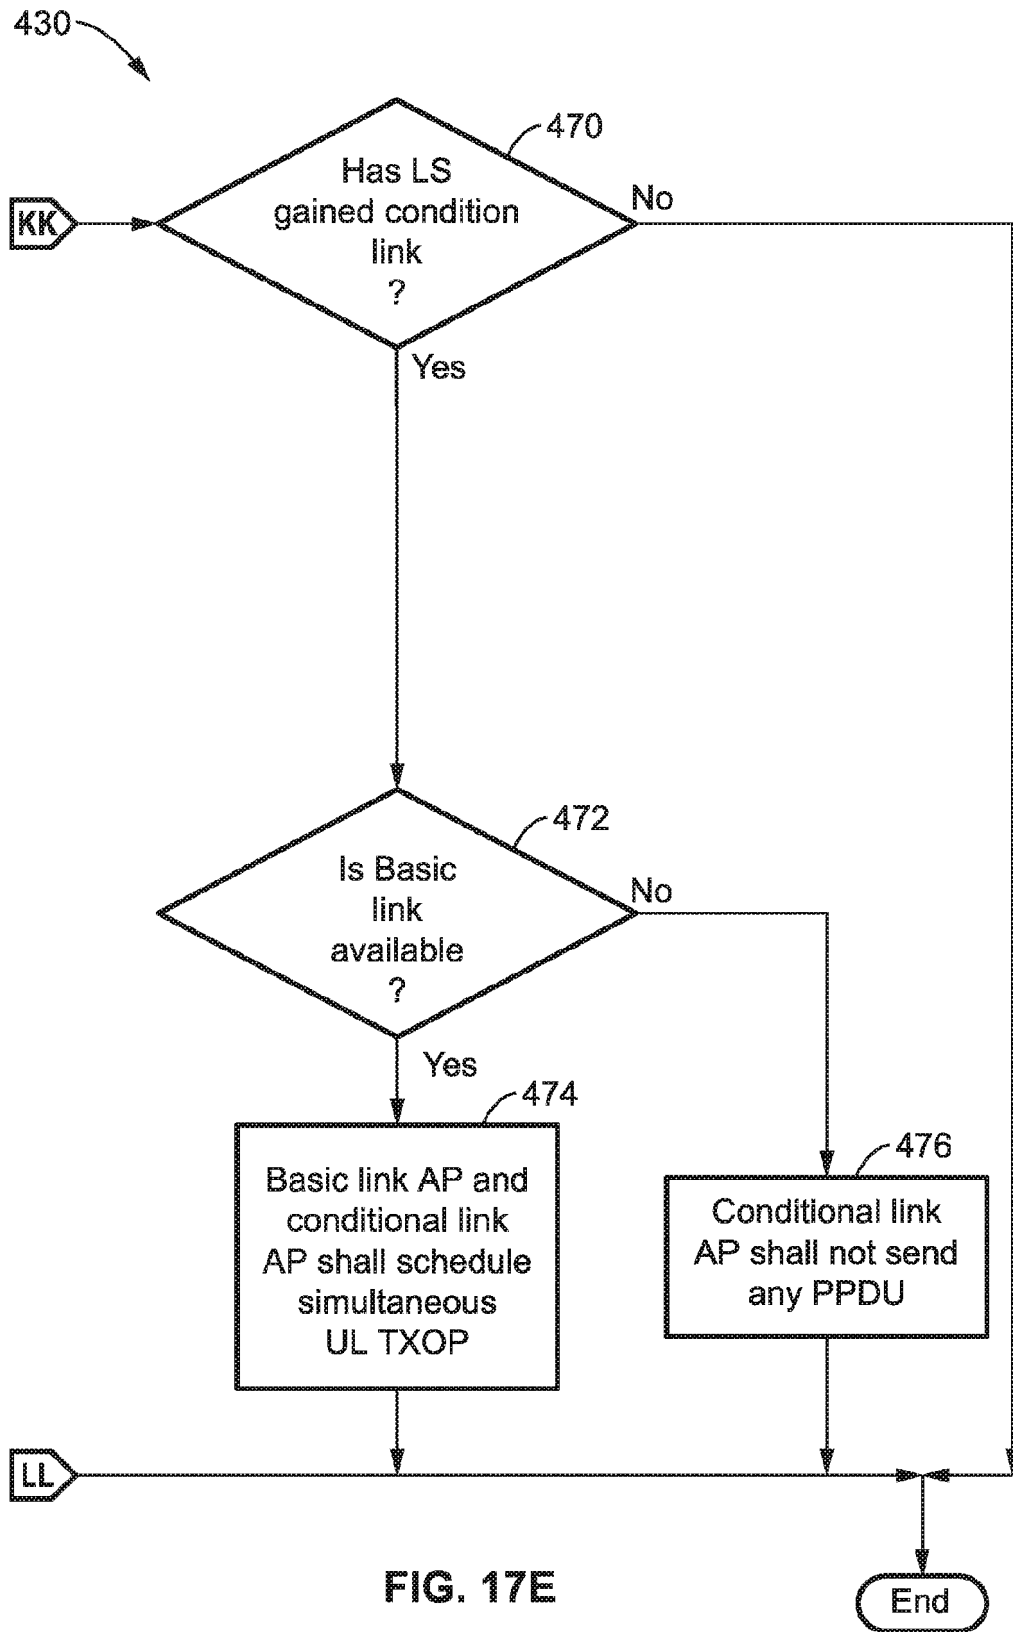 430
470
Has LS
gained condition
link
?
No
KK
Yes
472
Is Basic
link
available
?
No
Yes
474
Basic link AP and
conditional link
AP shall schedule
simultaneous
UL TXOP
476
Conditional link
AP shall not send
any PPDU
LL
FIG. 17E
End